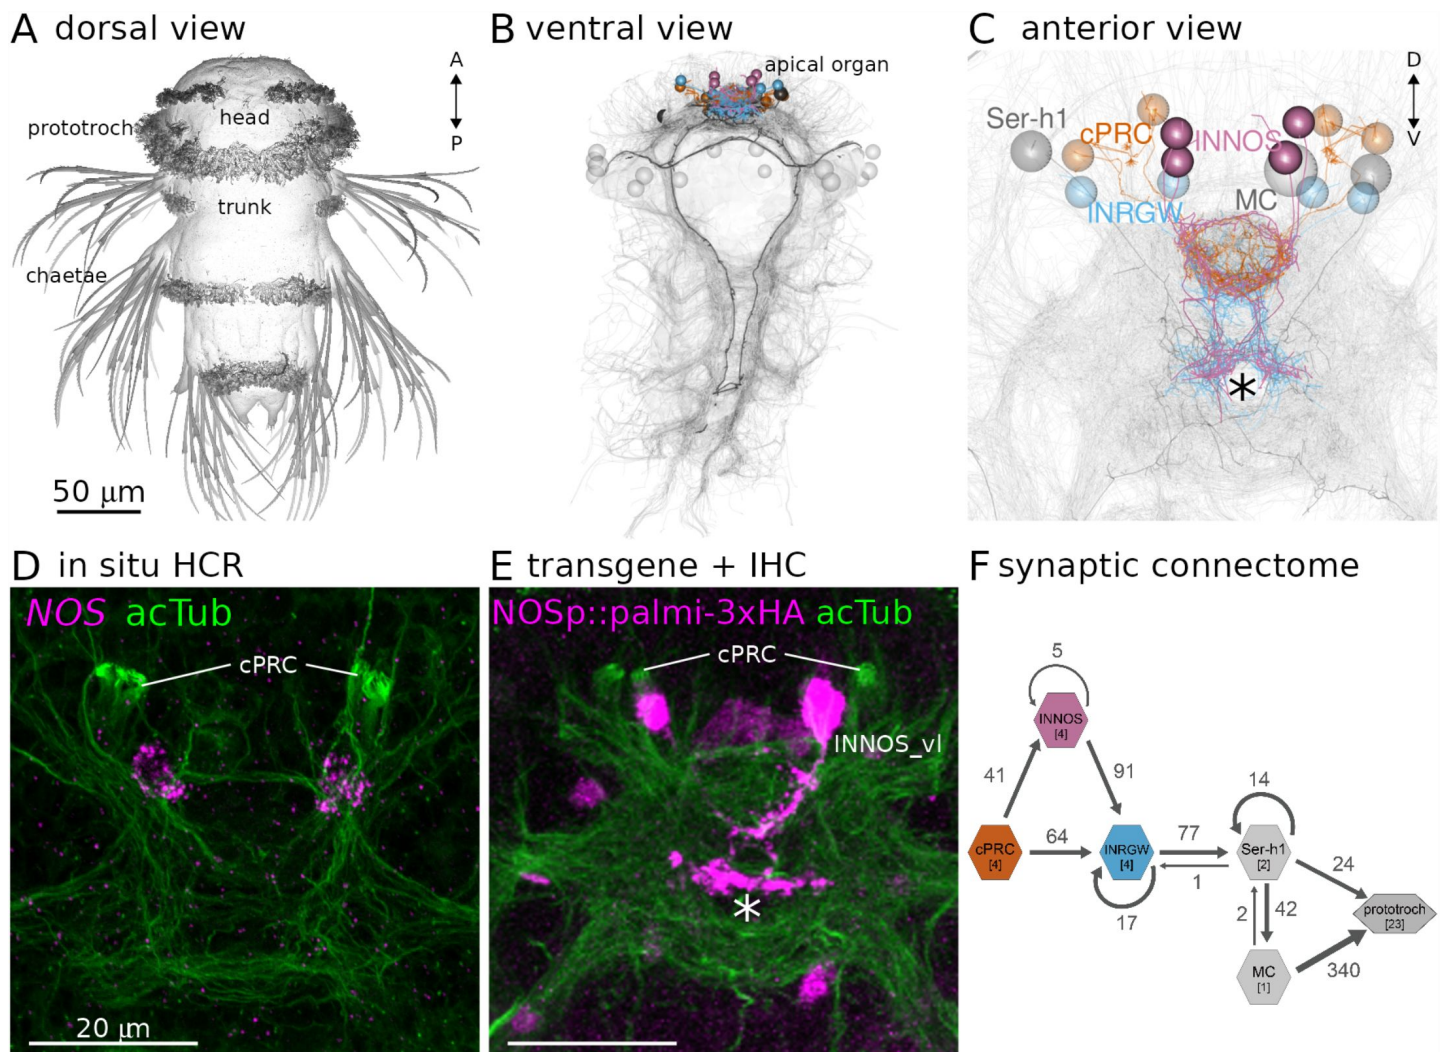 A dorsal view
A
P
prototroch
head
trunk
chaetae
50 μm
B ventral view
apical organ
C anterior view
D
V
Ser-h1
cPRC
INNOS
INRGW
MC
*
D in situ HCR
NOS acTub
cPRC
20 μm
E transgene + IHC
NOSp::palmi-3xHA acTub
cPRC
INNOS_vl
*
F synaptic connectome
5
INNOS
[4]
41
91
14
cPRC
[4]
64
INRGW
[4]
77
Ser-h1
[2]
24
1
17
2
42
prototroch
[23]
MC
[1]
340